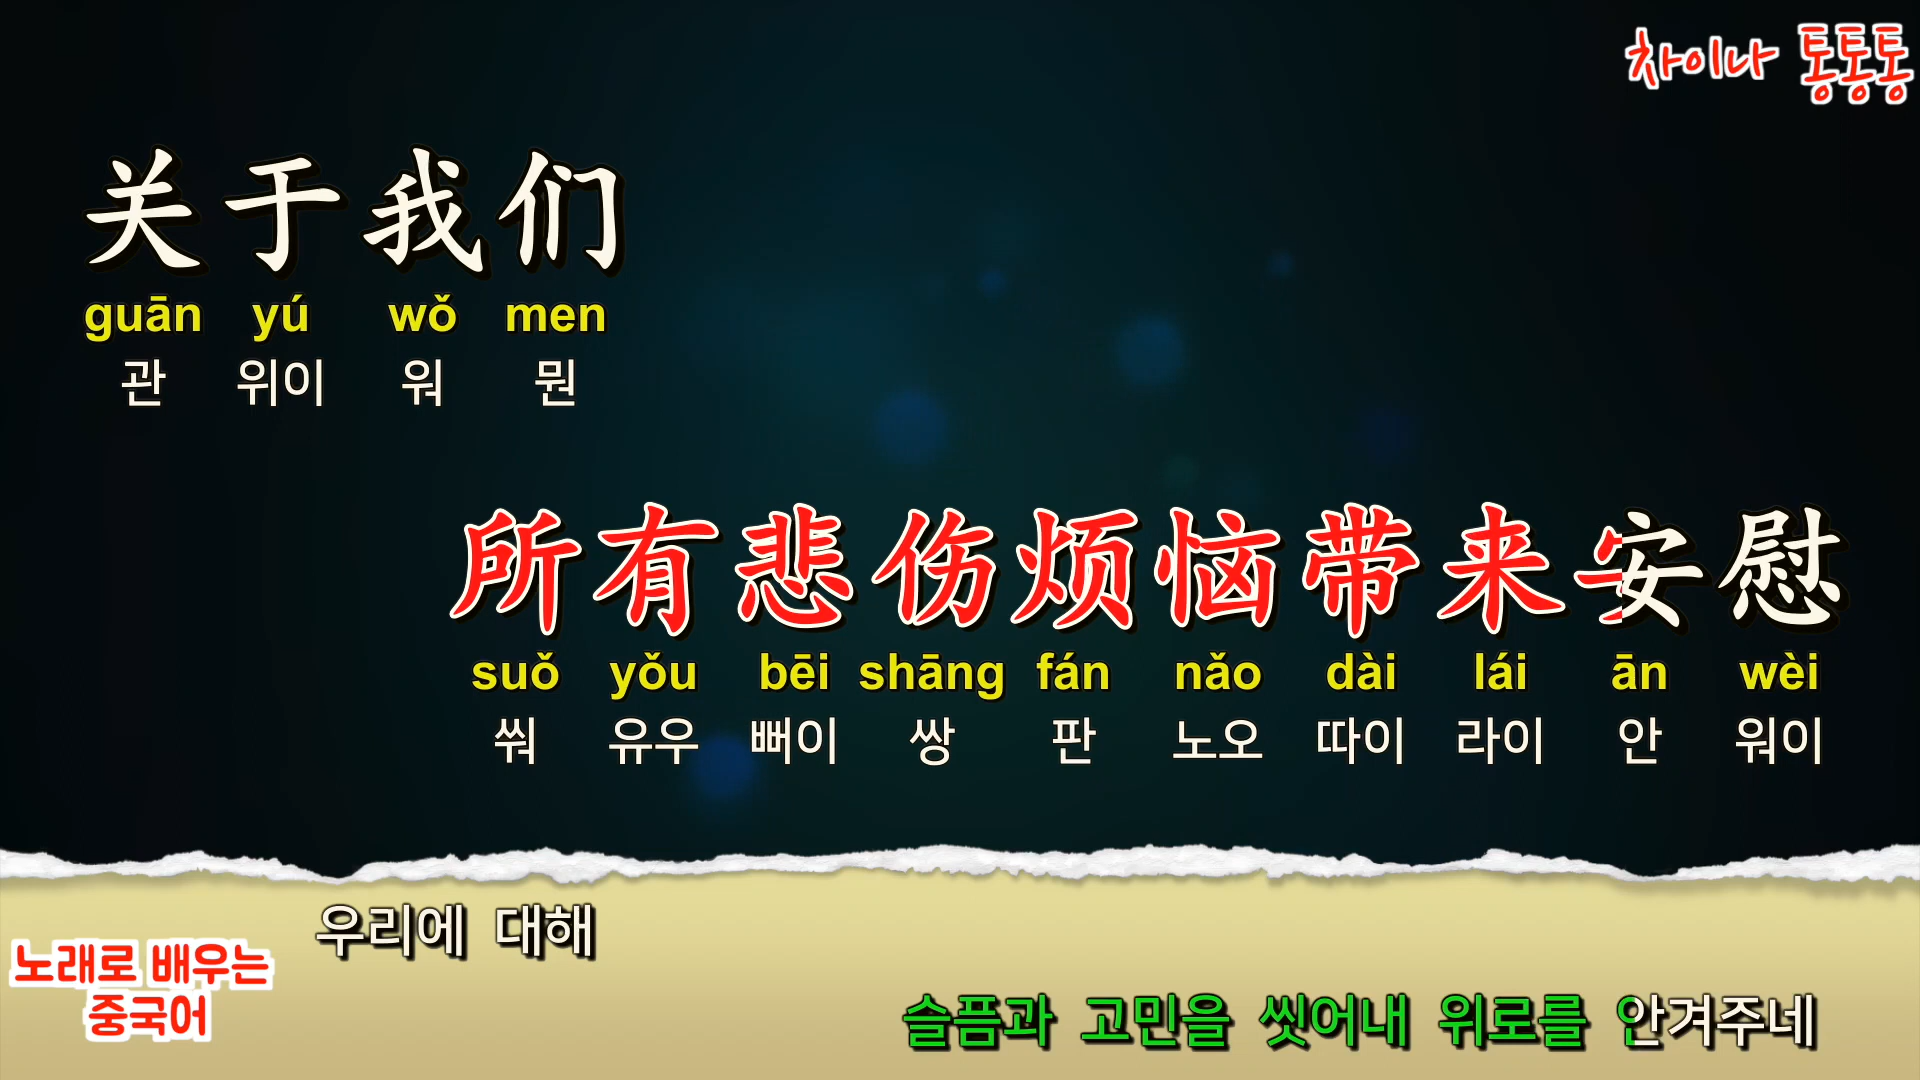 차이나 통통통
关于我们
guān yú wǒ men
관 위이 워 뭔
所有悲伤烦恼带来安慰
suǒ yǒu bēi shāng fán nǎo dài lái ān wèi
쒀 유우 뻐이 쌍 판 노오 따이 라이 안 워이
우리에 대해
노래로 배우는
중국어
슬픔과 고민을 씻어내 위로를 안겨주네